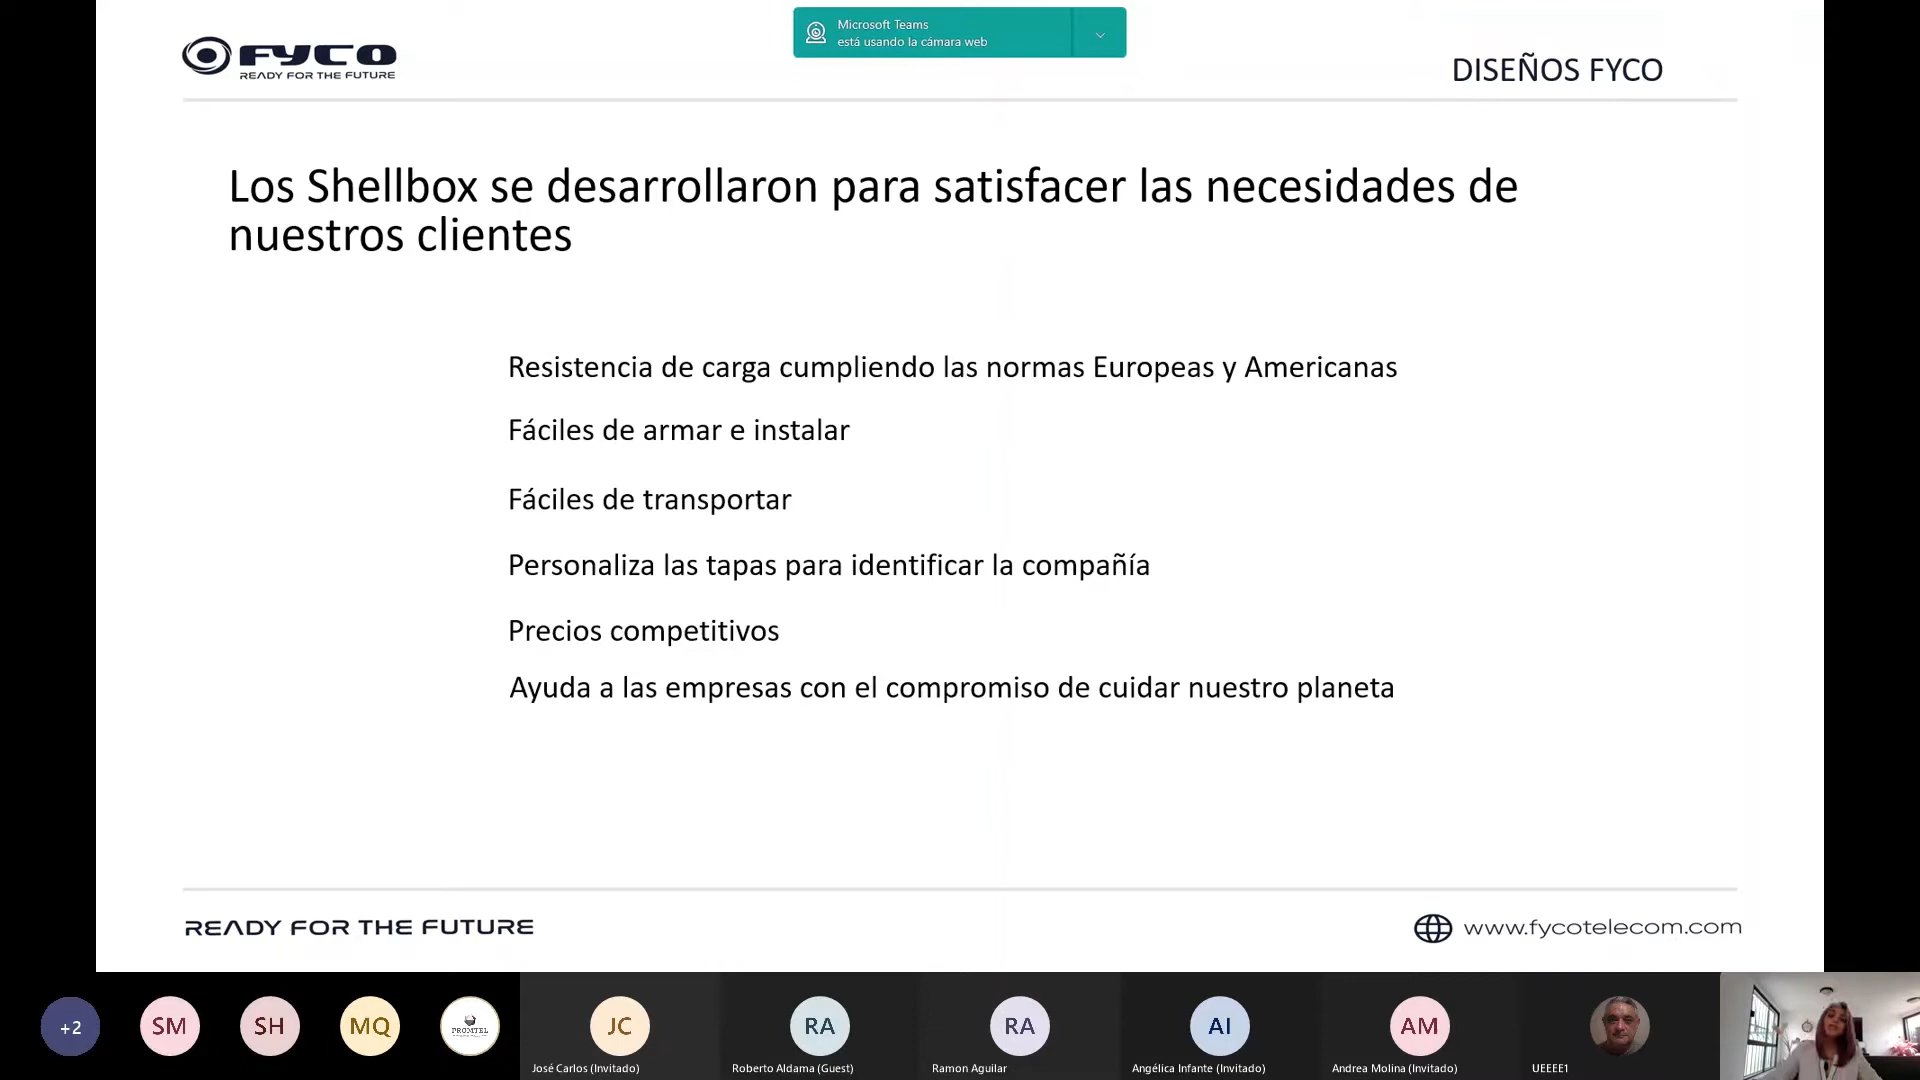 Microsoft Teams
está usando la cámara web
FYCO
READY FOR THE FUTURE
DISEÑOS FYCO
Los Shellbox se desarrollaron para satisfacer las necesidades de
nuestros clientes
Resistencia de carga cumpliendo las normas Europeas y Americanas
Fáciles de armar e instalar
Fáciles de transportar
Personaliza las tapas para identificar la compañía
Precios competitivos
Ayuda a las empresas con el compromiso de cuidar nuestro planeta
READY FOR THE FUTURE
www.fycotelecom.com
+2
SM
SH
MQ
PROMTEL
JC
RA
RA
AI
AM
José Carlos (Invitado)
Roberto Aldama (Guest)
Ramon Aguilar
Angélica Infante (Invitado)
Andrea Molina (Invitado)
UEEEE1